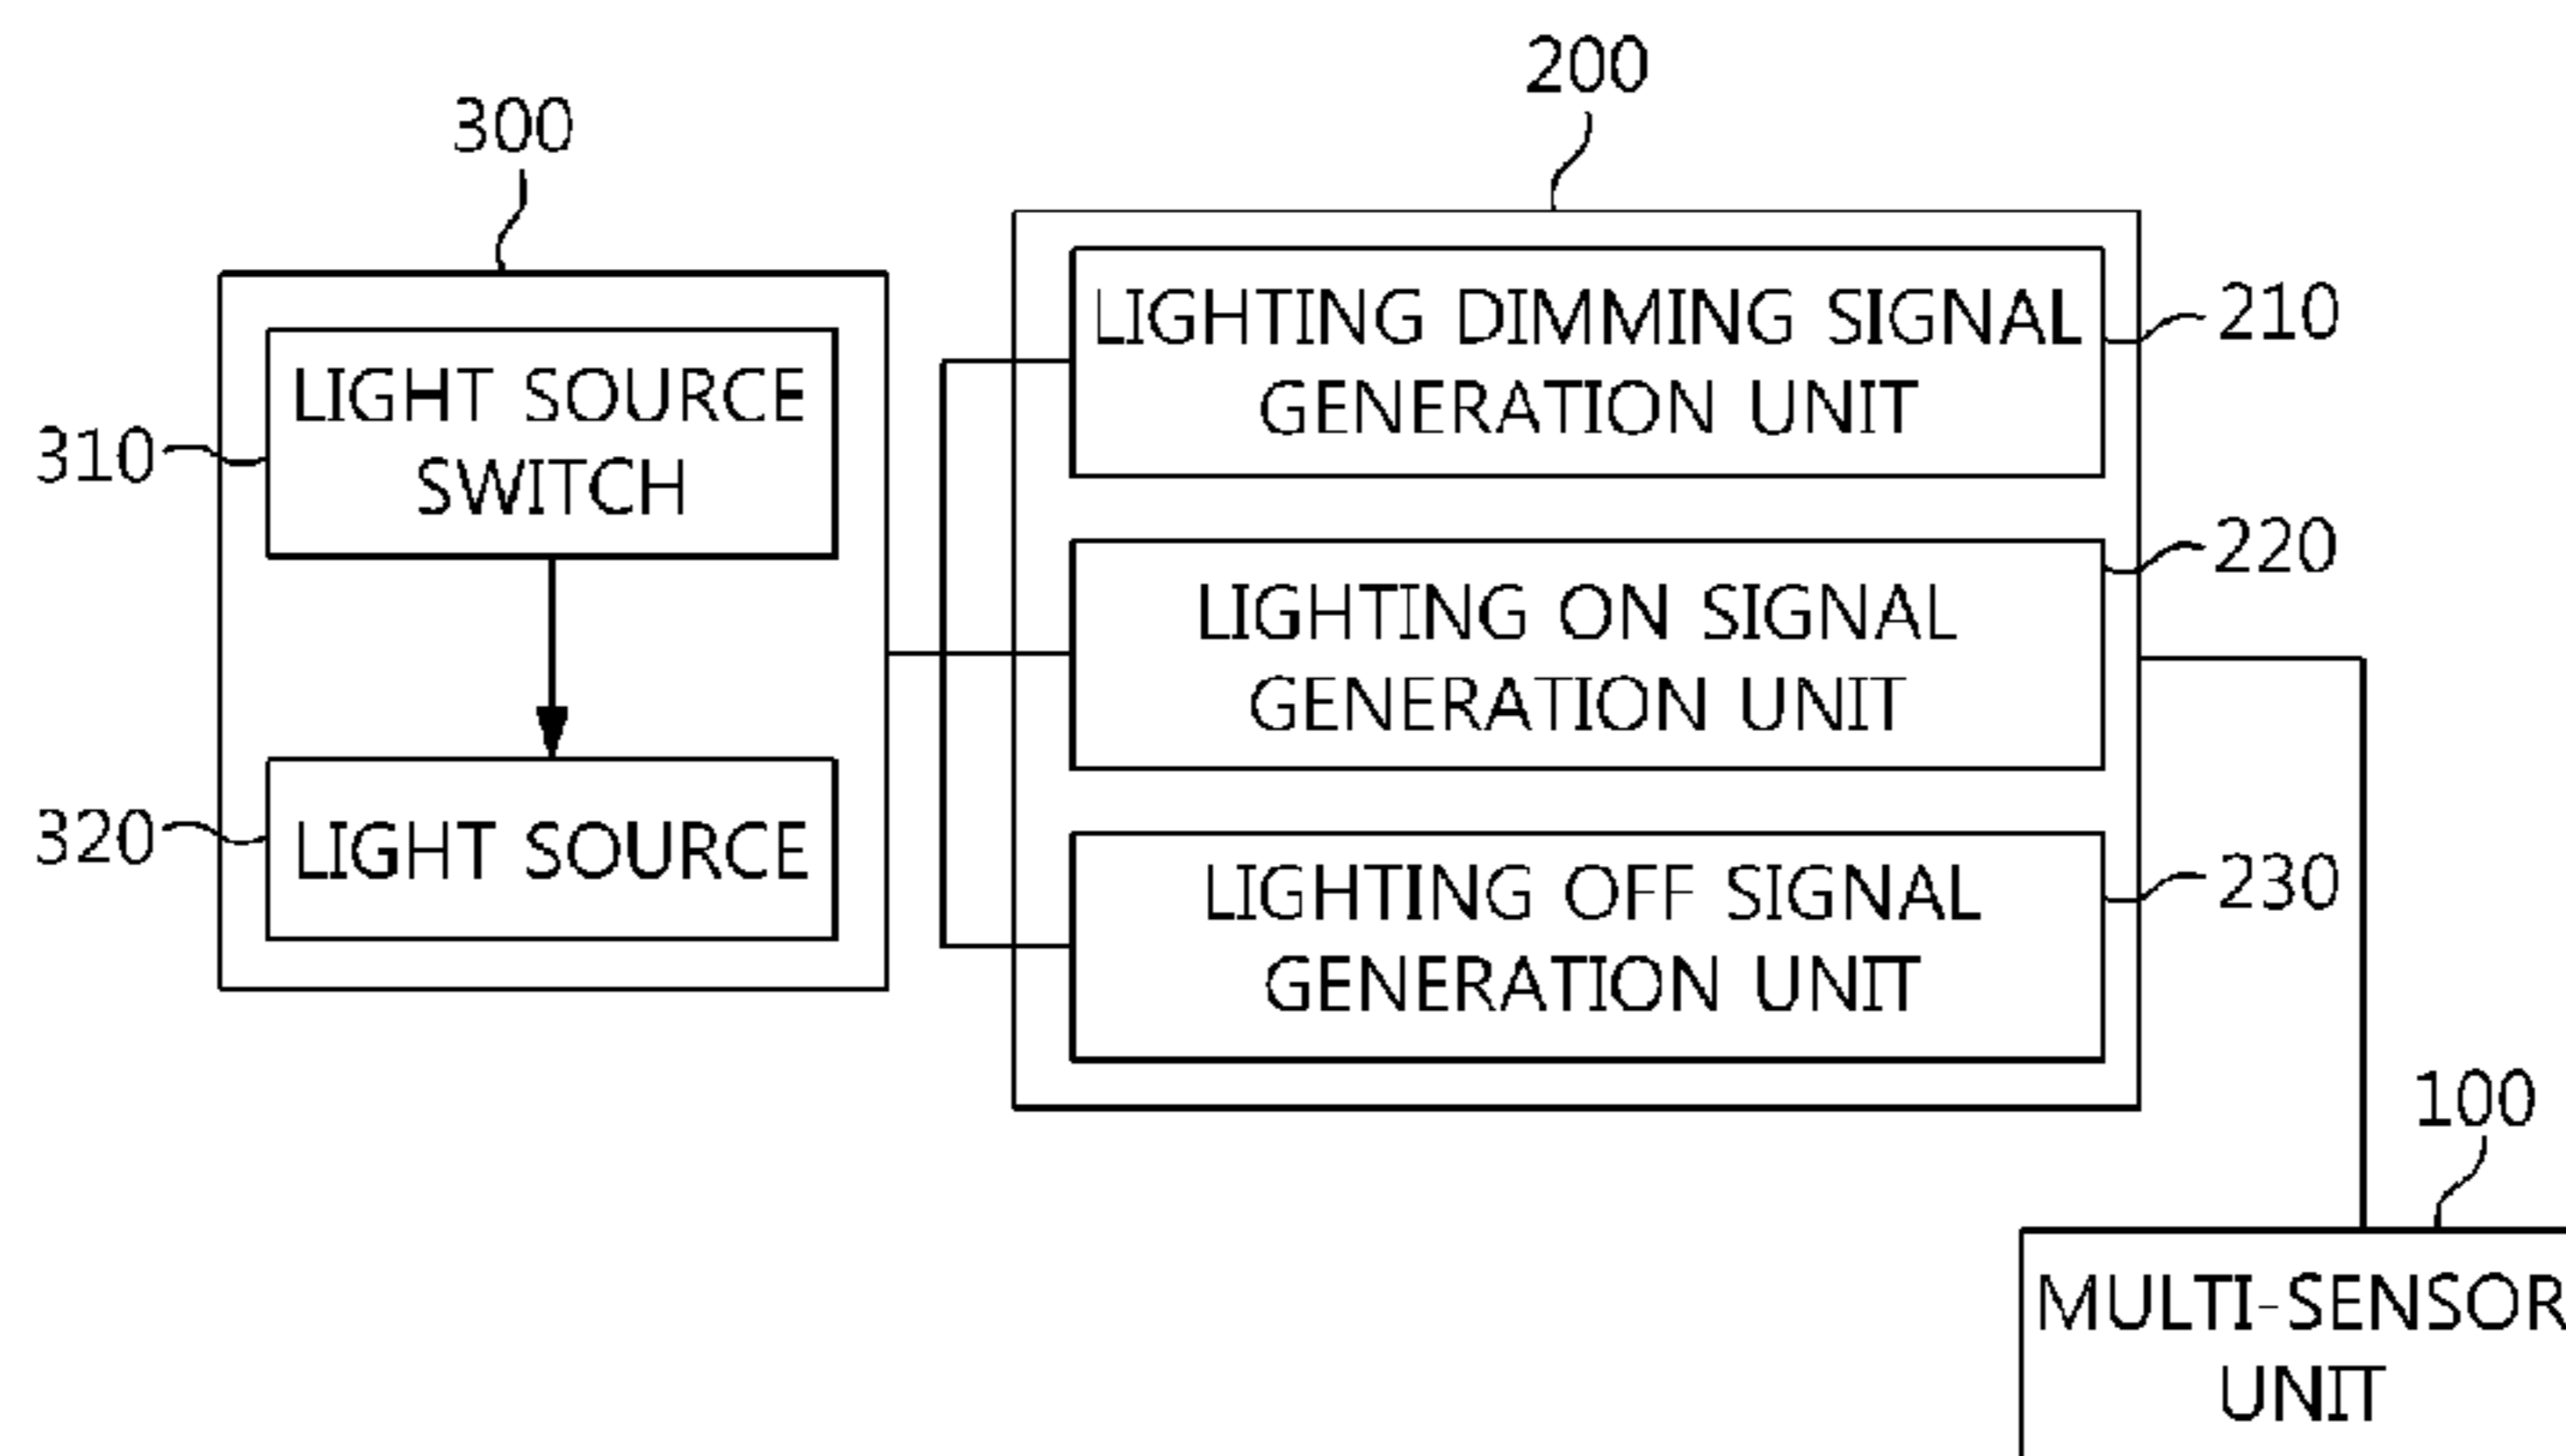 200
300
LIGHTING DIMMING SIGNAL
GENERATION UNIT
210
LIGHT SOURCE
SWITCH
310
LIGHTING ON SIGNAL
GENERATION UNIT
220
LIGHT SOURCE
320
LIGHTING OFF SIGNAL
GENERATION UNIT
230
100
MULTI-SENSOR
UNIT